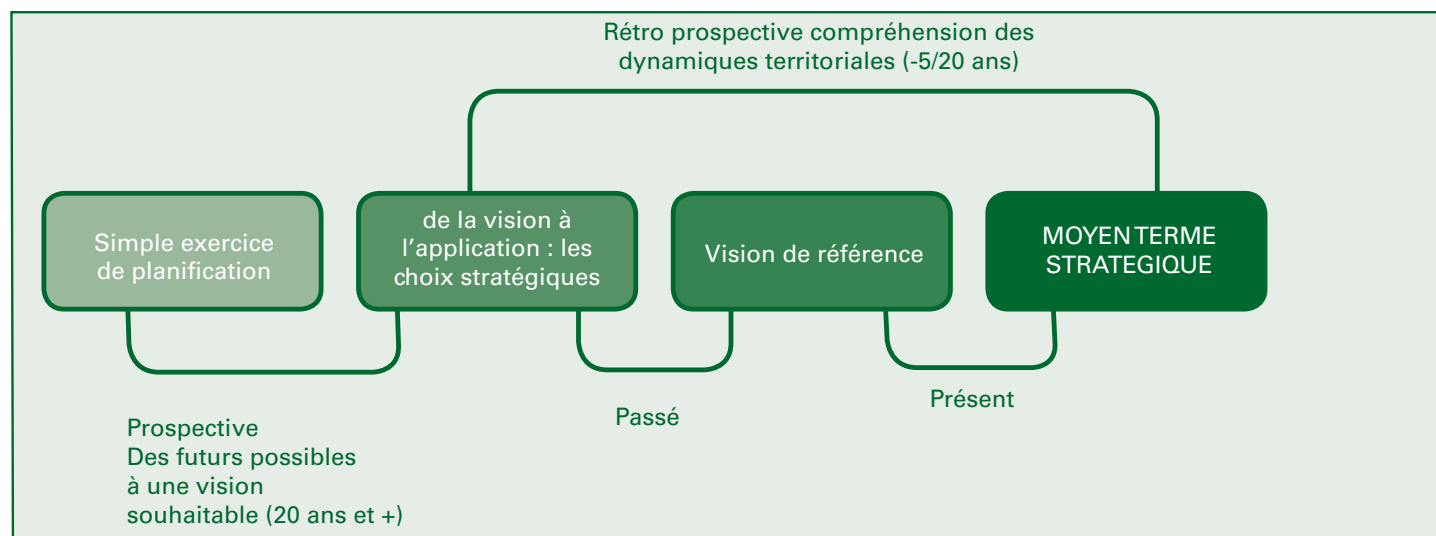 Rétro prospective compréhension des
dynamiques territoriales (-5/20 ans)
Simple exercice
de planification
de la vision à
l'application : les
choix stratégiques
Vision de référence
MOYEN TERME
STRATEGIQUE
Prospective
Des futurs possibles
à une vision
souhaitable (20 ans et +)
Passé
Présent